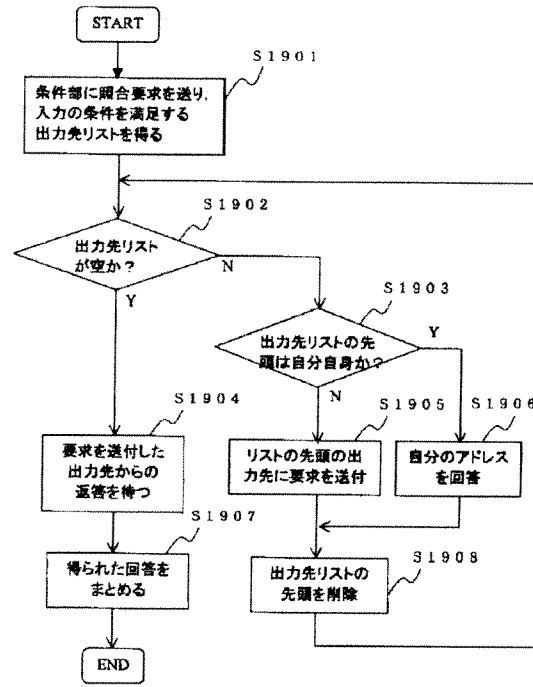 START
S1901
条件部に照合要求を送り、
入力の条件を満足する
出力先リストを得る
S1902
出力先リスト
が空か?
N
Y
S1903
出力先リストの先
頭は自分自身か?
Y
N
S1904
要求を送付した
出力先からの
返答を待つ
S1905
リストの先頭の出
力先に要求を送付
S1906
自分のアドレス
を回答
S1907
得られた回答を
まとめる
S1908
出力先リストの
先頭を削除
END